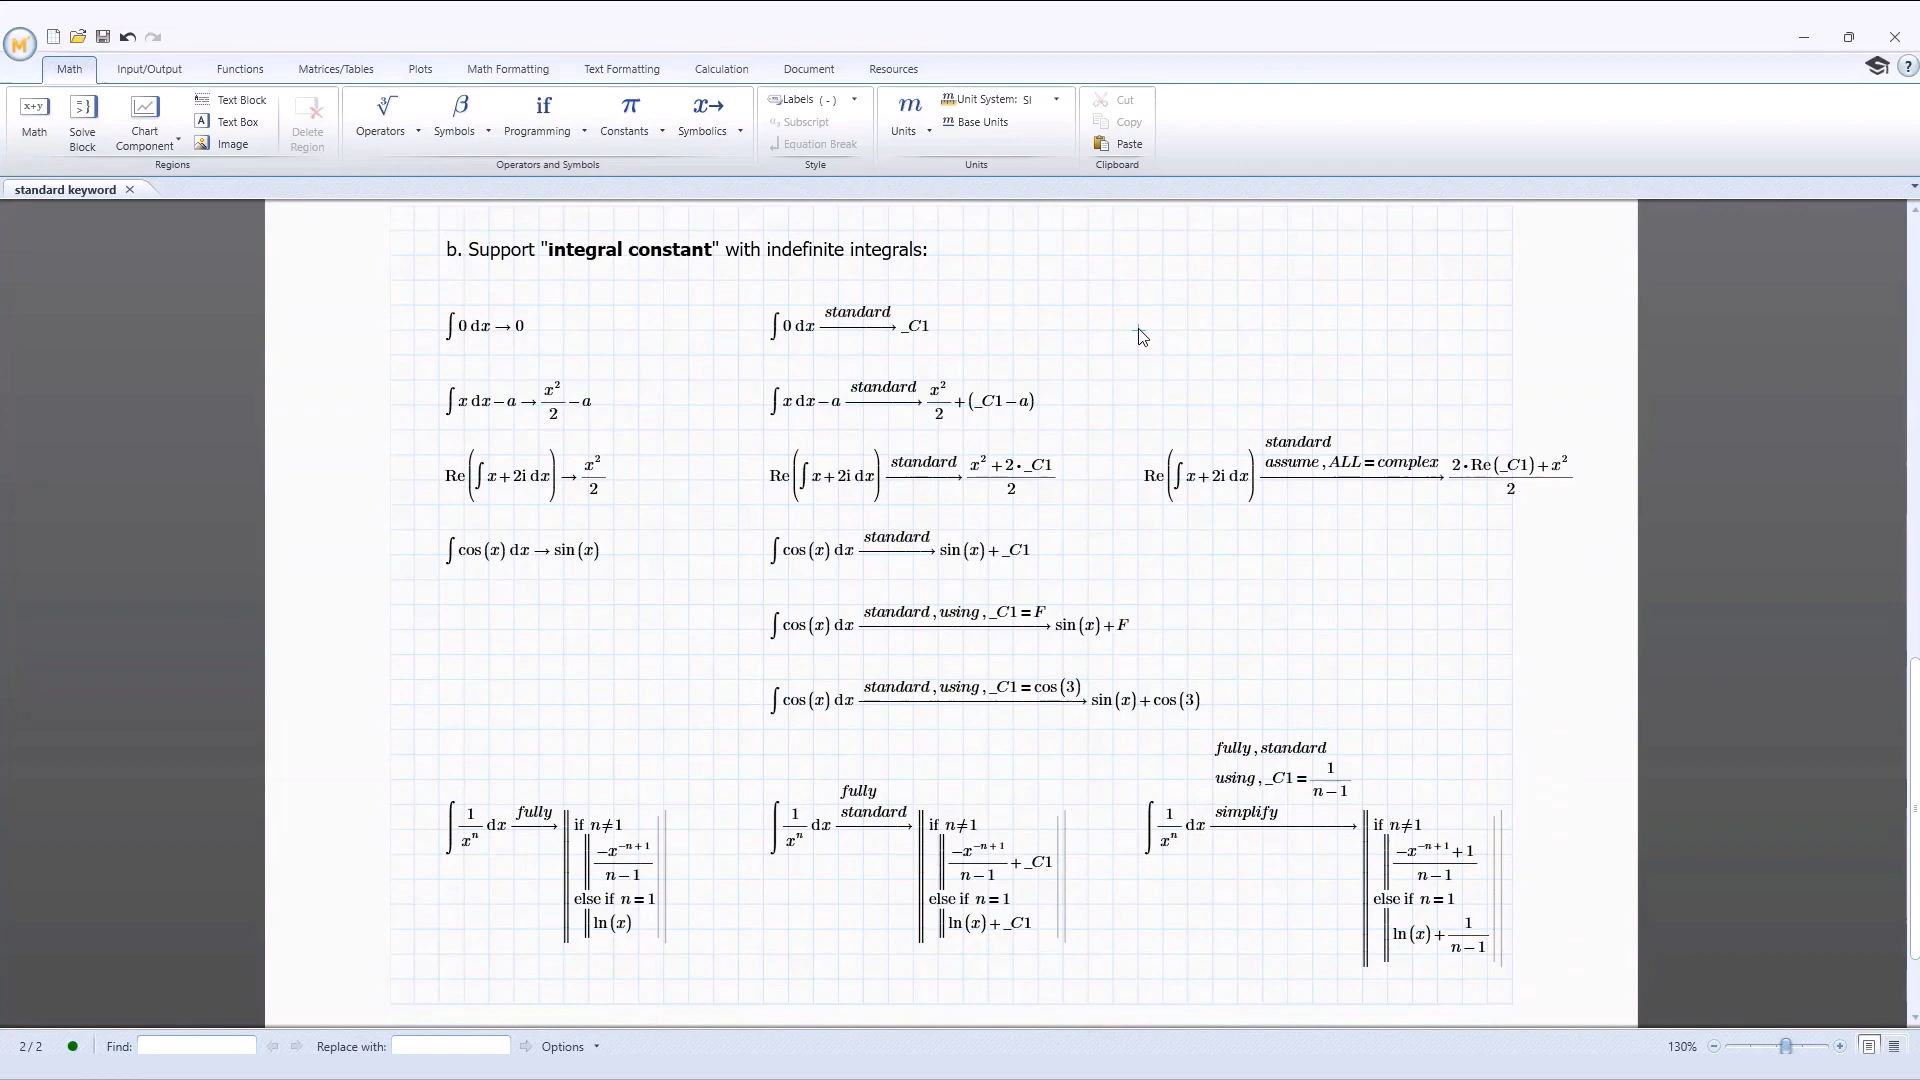 M
?
Math Input/Output Functions Matrices/Tables Plots Math Formatting Text Formatting Calculation Document Resources
x+y Math
Solve Block
Chart Component
Text Block
A Text Box
Image
Delete Region
Regions
∛ Operators
β Symbols
if Programming
π Constants
x→ Symbolics
Operators and Symbols
Labels ( - )
Subscript
Equation Break
Style
m Units
Unit System: SI
m Base Units
Units
Cut
Copy
Paste
Clipboard
standard keyword
b. Support "integral constant" with indefinite integrals:
∫ 0 dx → 0
∫ 0 dx standard → _C1
∫ x dx − a → x²/2 − a
∫ x dx − a standard → x²/2 + (_C1 − a)
Re(∫ x + 2i dx) → x²/2
Re(∫ x + 2i dx) standard → (x² + 2 • _C1)/2
Re(∫ x + 2i dx) standard assume , ALL = complex → (2 • Re(_C1) + x²)/2
∫ cos(x) dx → sin(x)
∫ cos(x) dx standard → sin(x) + _C1
∫ cos(x) dx standard , using , _C1 = F → sin(x) + F
∫ cos(x) dx standard , using , _C1 = cos(3) → sin(x) + cos(3)
∫ 1/xⁿ dx fully →
if n ≠ 1
−x^(−n+1)/(n − 1)
else if n = 1
ln(x)
∫ 1/xⁿ dx fully standard →
if n ≠ 1
−x^(−n+1)/(n − 1) + _C1
else if n = 1
ln(x) + _C1
∫ 1/xⁿ dx fully , standard using , _C1 = 1/(n − 1) simplify →
if n ≠ 1
(−x^(−n+1) + 1)/(n − 1)
else if n = 1
ln(x) + 1/(n − 1)
2 / 2 Find: Replace with: Options 130%